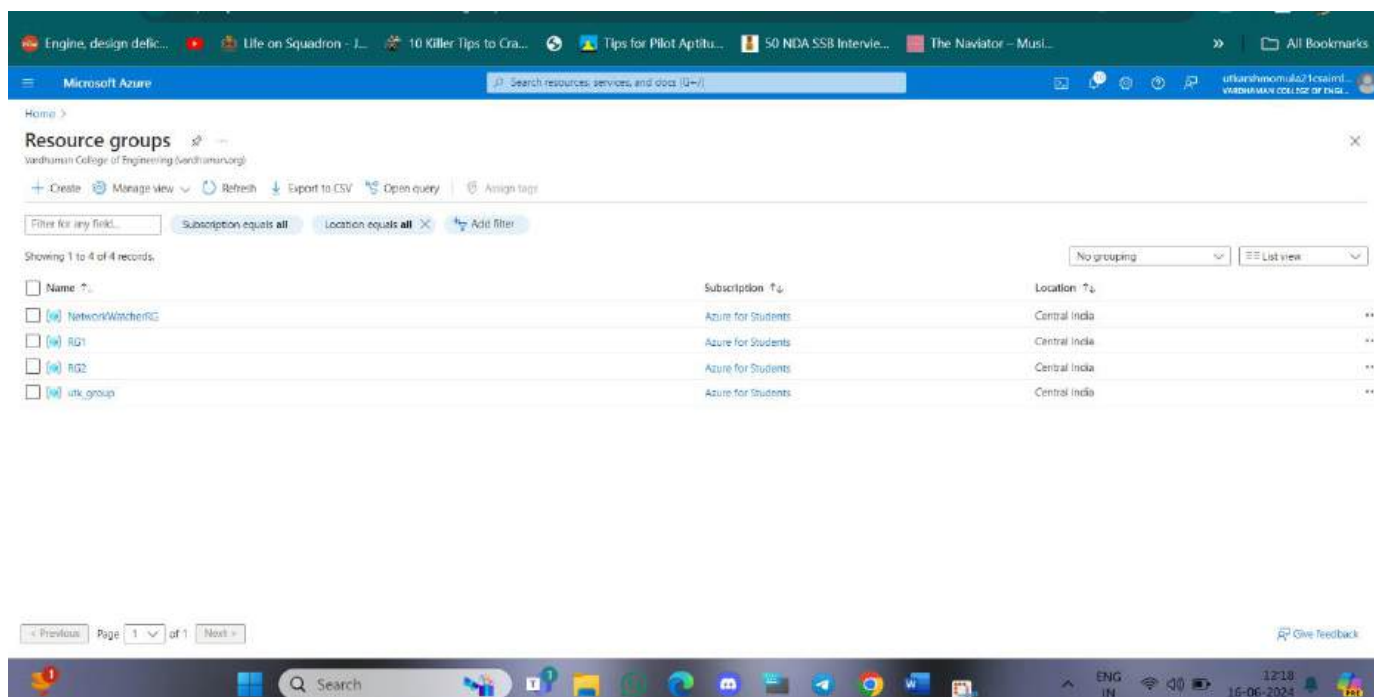 Engine, design defic... Life on Squadron - J... 10 Killer Tips to Cra... Tips for Pilot Aptitu... 50 NDA SSB Intervie... The Naviator – Musi... » All Bookmarks
Microsoft Azure Search resources, services, and docs (G+/)
VARDHAMAN COLLEGE OF ENGI...
Home >
Resource groups
Vardhaman College of Engineering (vardhaman.org)
+ Create Manage view Refresh Export to CSV Open query Assign tags
Filter for any field... Subscription equals all Location equals all Add filter
Showing 1 to 4 of 4 records. No grouping List view
Name Subscription Location
NetworkWatcherRG Azure for Students Central India
RG1 Azure for Students Central India
RG2 Azure for Students Central India
utk_group Azure for Students Central India
< Previous Page 1 of 1 Next > Give feedback
1 Search 1 ENG 12:18
IN 16-06-2024